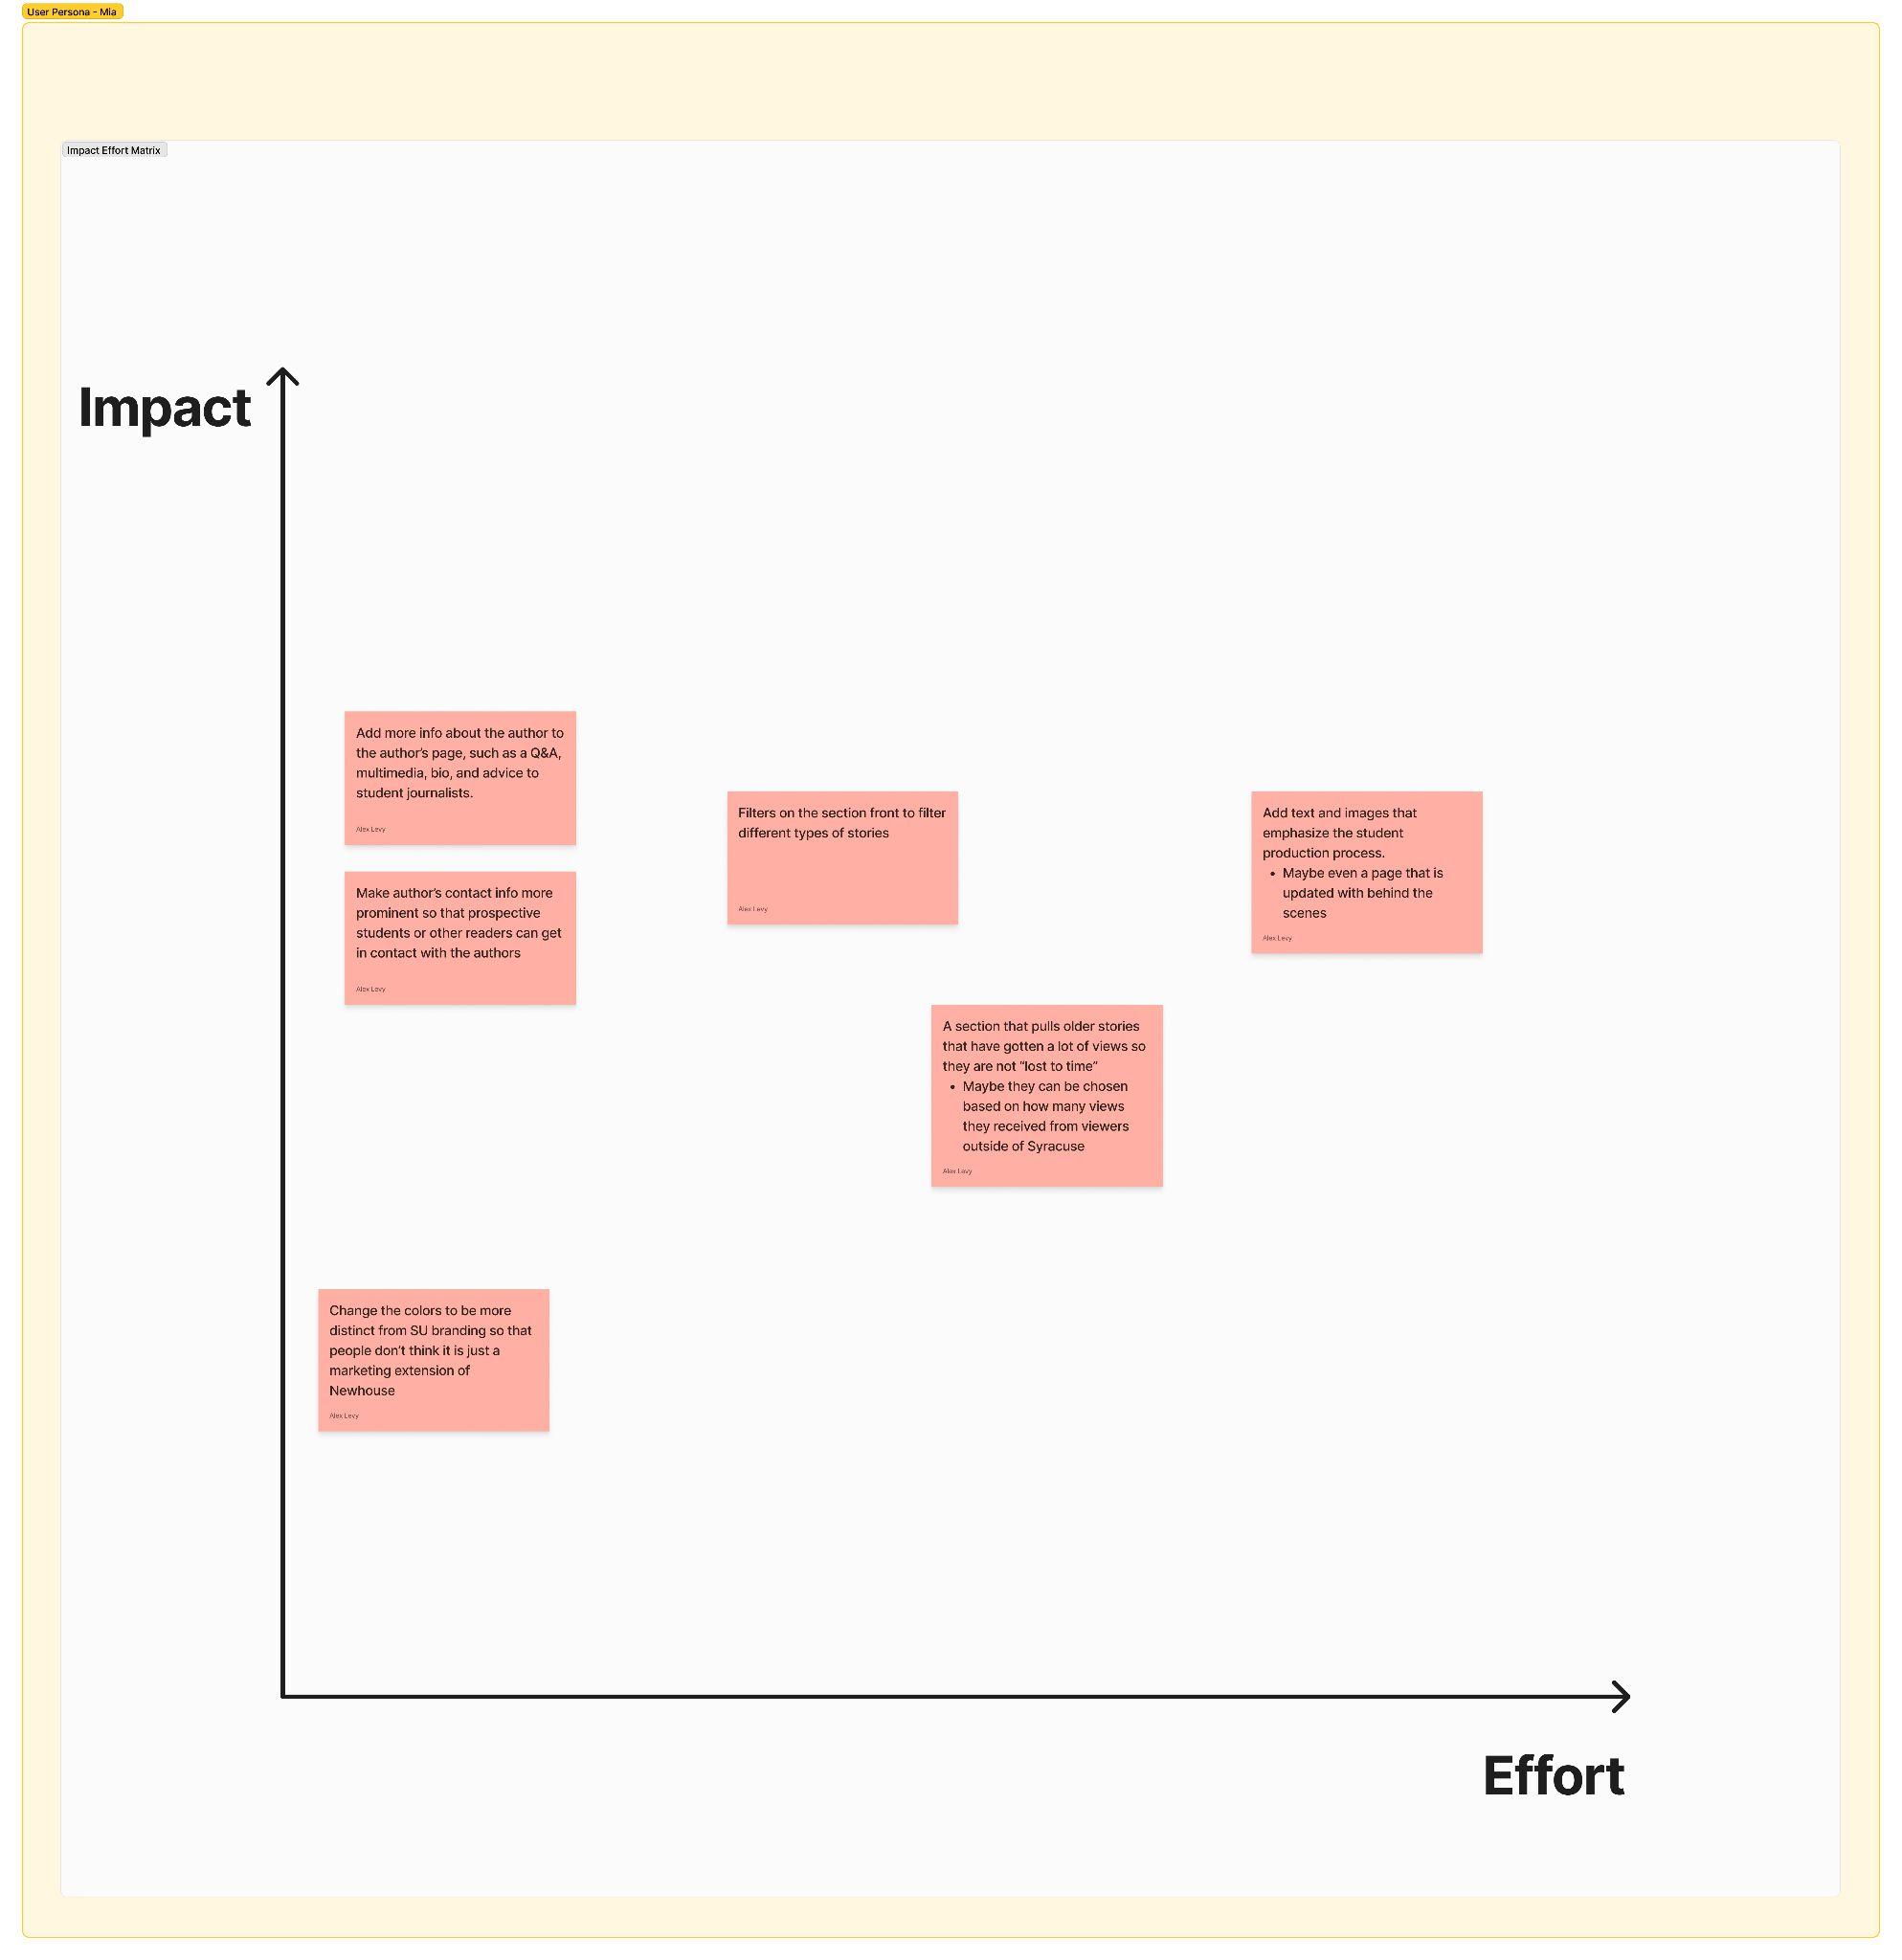 User Persona - Mia
Impact Effort Matrix
Impact
Add more info about the author to
the author's page, such as a Q&A,
multimedia, bio, and advice to
student journalists.
Alex Levy
Make author's contact info more
prominent so that prospective
students or other readers can get
in contact with the authors
Alex Levy
Filters on the section front to filter
different types of stories
Alex Levy
Add text and images that
emphasize the student
production process.
• Maybe even a page that is
updated with behind the
scenes
Alex Levy
A section that pulls older stories
that have gotten a lot of views so
they are not “lost to time”
• Maybe they can be chosen
based on how many views
they received from viewers
outside of Syracuse
Alex Levy
Change the colors to be more
distinct from SU branding so that
people don't think it is just a
marketing extension of
Newhouse
Alex Levy
Effort